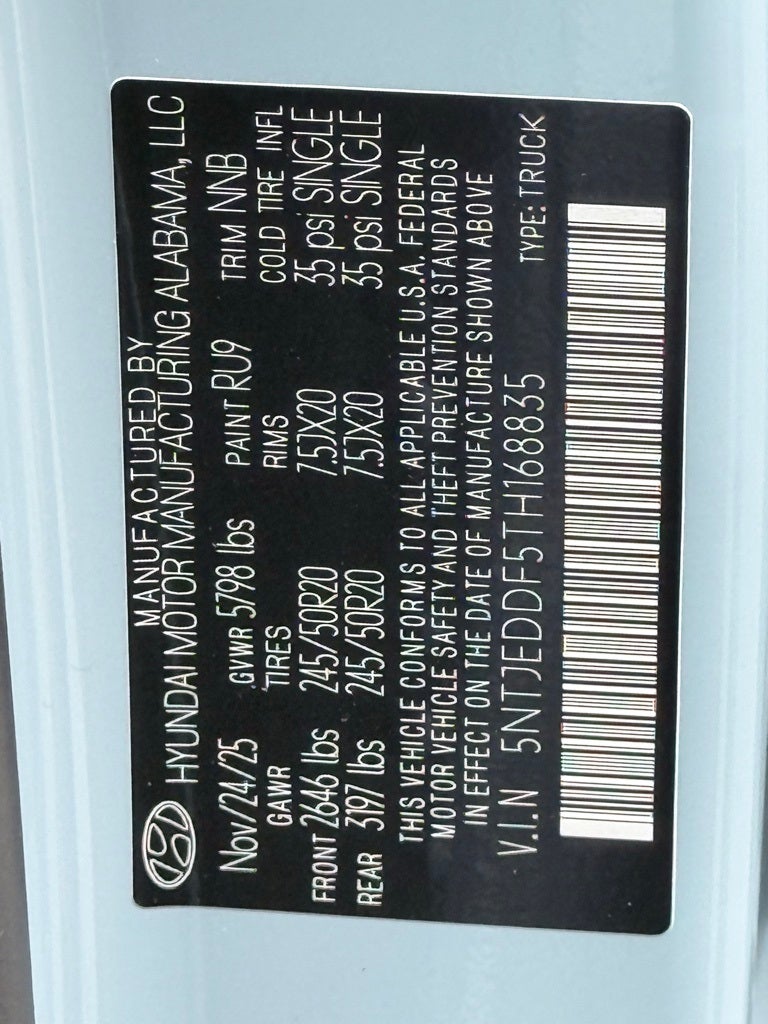 MANUFACTURED BY
HYUNDAI MOTOR MANUFACTURING ALABAMA, LLC
Nov/24/25 GVWR 5798 lbs PAINT RU9 TRIM NNB
GAWR TIRES RIMS COLD TIRE INFL
FRONT 2646 lbs 245/50R20 7.5JX20 35 psi SINGLE
REAR 3197 lbs 245/50R20 7.5JX20 35 psi SINGLE
THIS VEHICLE CONFORMS TO ALL APPLICABLE U.S.A. FEDERAL
MOTOR VEHICLE SAFETY AND THEFT PREVENTION STANDARDS
IN EFFECT ON THE DATE OF MANUFACTURE SHOWN ABOVE
V.I.N 5NTJEDDF5TH168835 TYPE: TRUCK